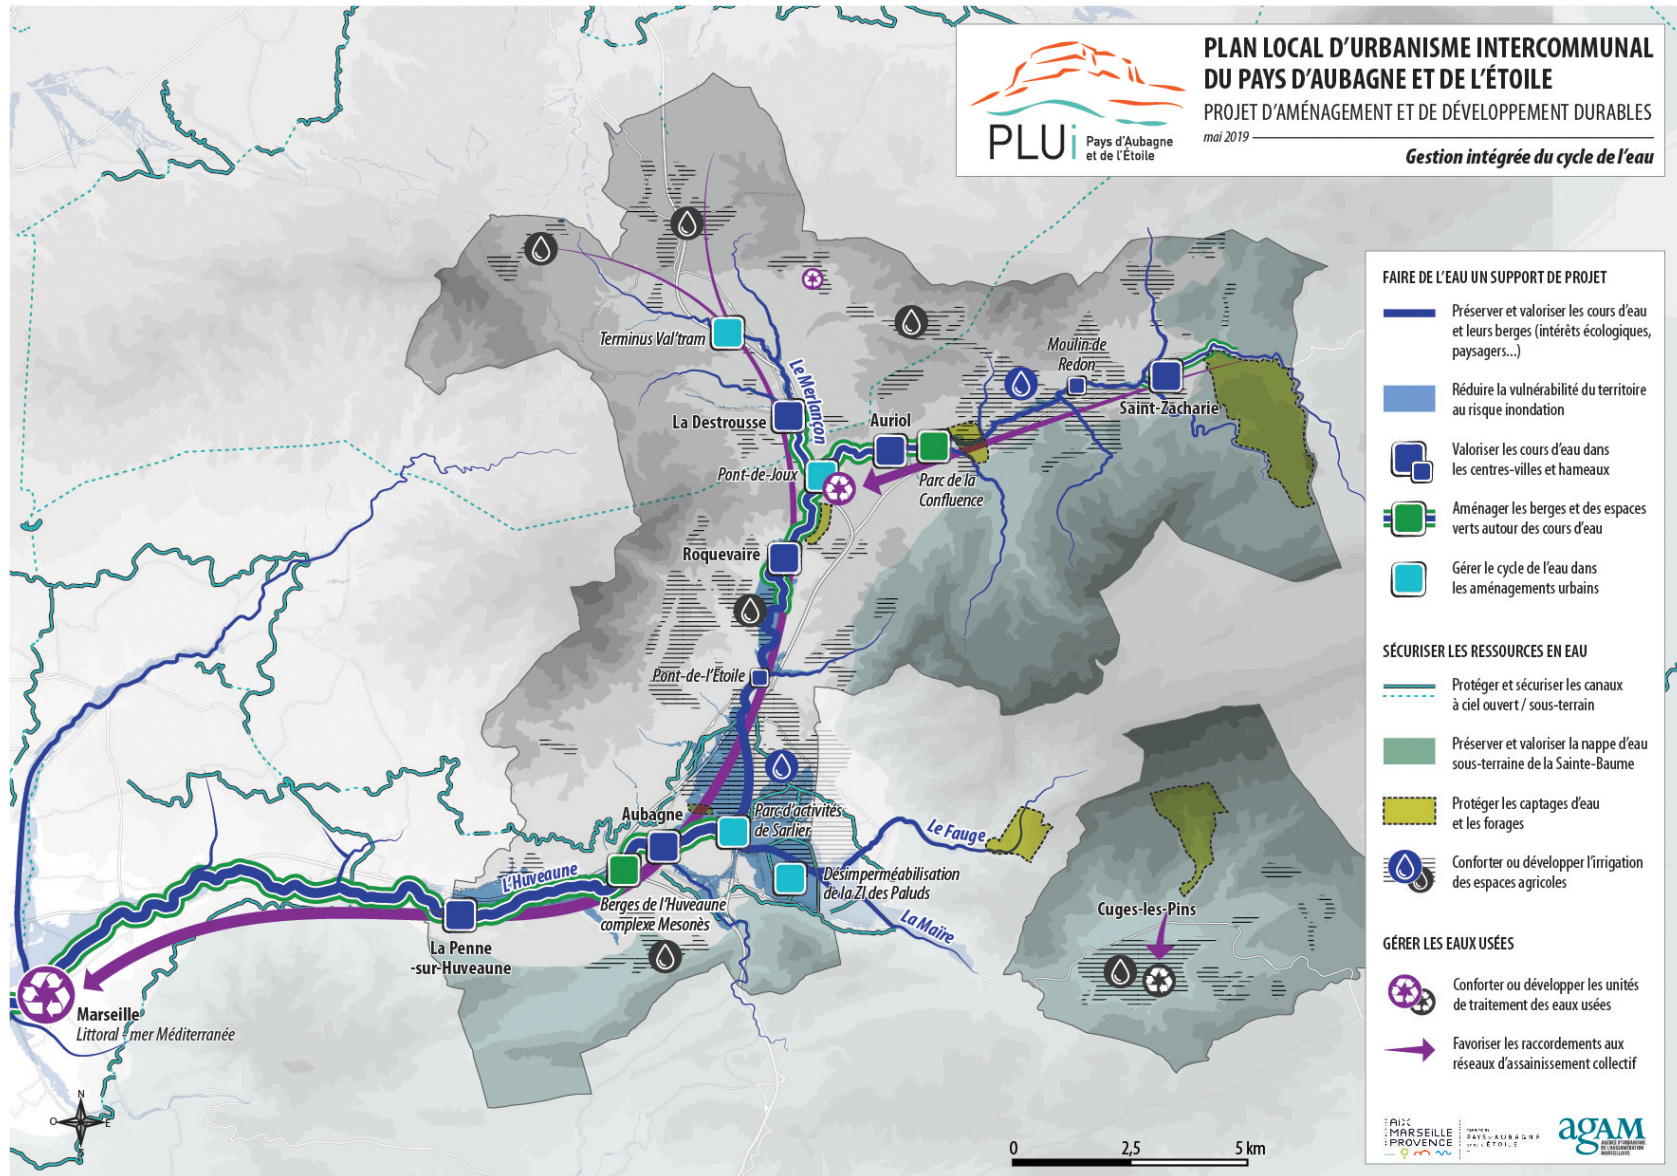 PLAN LOCAL D'URBANISME INTERCOMMUNAL
DU PAYS D'AUBAGNE ET DE L'ÉTOILE
PROJET D'AMÉNAGEMENT ET DE DÉVELOPPEMENT DURABLES
mai 2019
Gestion intégrée du cycle de l'eau
PLUi
Pays d'Aubagne
et de l'Étoile
FAIRE DE L'EAU UN SUPPORT DE PROJET
Préserver et valoriser les cours d'eau
et leurs berges (intérêts écologiques,
paysagers...)
Réduire la vulnérabilité du territoire
au risque inondation
Valoriser les cours d'eau dans
les centres-villes et hameaux
Aménager les berges et des espaces
verts autour des cours d'eau
Gérer le cycle de l'eau dans
les aménagements urbains
SÉCURISER LES RESSOURCES EN EAU
Protéger et sécuriser les canaux
à ciel ouvert / sous-terrain
Préserver et valoriser la nappe d'eau
sous-terraine de la Sainte-Baume
Protéger les captages d'eau
et les forages
Conforter ou développer l'irrigation
des espaces agricoles
GÉRER LES EAUX USÉES
Conforter ou développer les unités
de traitement des eaux usées
Favoriser les raccordements aux
réseaux d'assainissement collectif
AIX
MARSEILLE
PROVENCE
PAYS D'AUBAGNE
ET DE L'ÉTOILE
agAM
AGENCE D'URBANISME
DE L'AGGLOMÉRATION
MARSEILLAISE
Terminus Val'tram
Le Merlançon
La Destrousse
Auriol
Moulin de
Redon
Saint-Zacharie
Pont-de-Joux
Parc de la
Confluence
Roquevaire
Pont-de-l'Étoile
Aubagne
Parc d'activités
de Sarlier
Le Fauge
L'Huveaune
Désimperméabilisation
de la ZI des Paluds
Berges de l'Huveaune
complexe Mesonès
La Maïre
Cuges-les-Pins
La Penne
-sur-Huveaune
Marseille
Littoral - mer Méditerranée
N
O
E
S
0
2,5
5 km